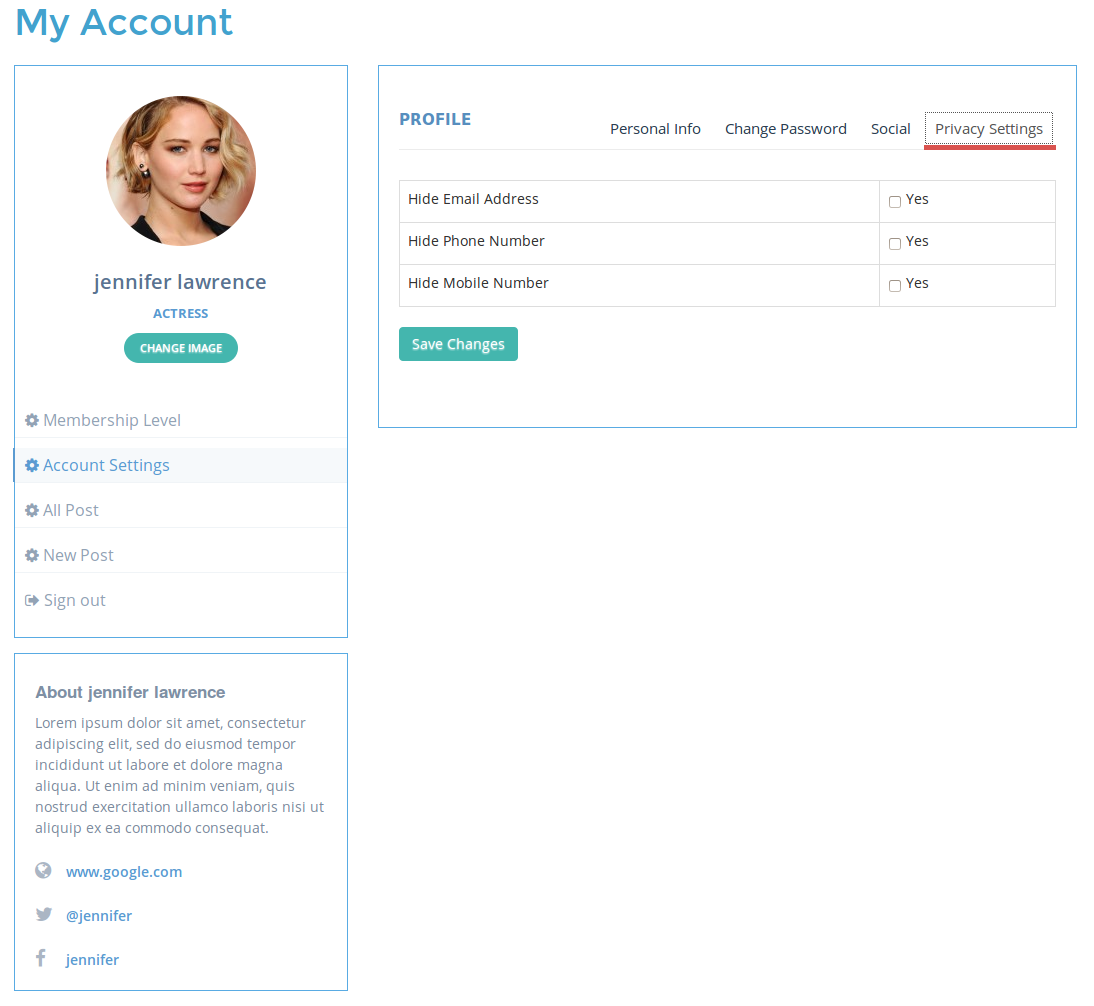 My Account
jennifer lawrence
ACTRESS
CHANGE IMAGE
Membership Level
Account Settings
All Post
New Post
Sign out
About jennifer lawrence
Lorem ipsum dolor sit amet, consectetur
adipiscing elit, sed do eiusmod tempor
incididunt ut labore et dolore magna
aliqua. Ut enim ad minim veniam, quis
nostrud exercitation ullamco laboris nisi ut
aliquip ex ea commodo consequat.
www.google.com
@jennifer
jennifer
PROFILE
Personal Info Change Password Social Privacy Settings
Hide Email Address Yes
Hide Phone Number Yes
Hide Mobile Number Yes
Save Changes